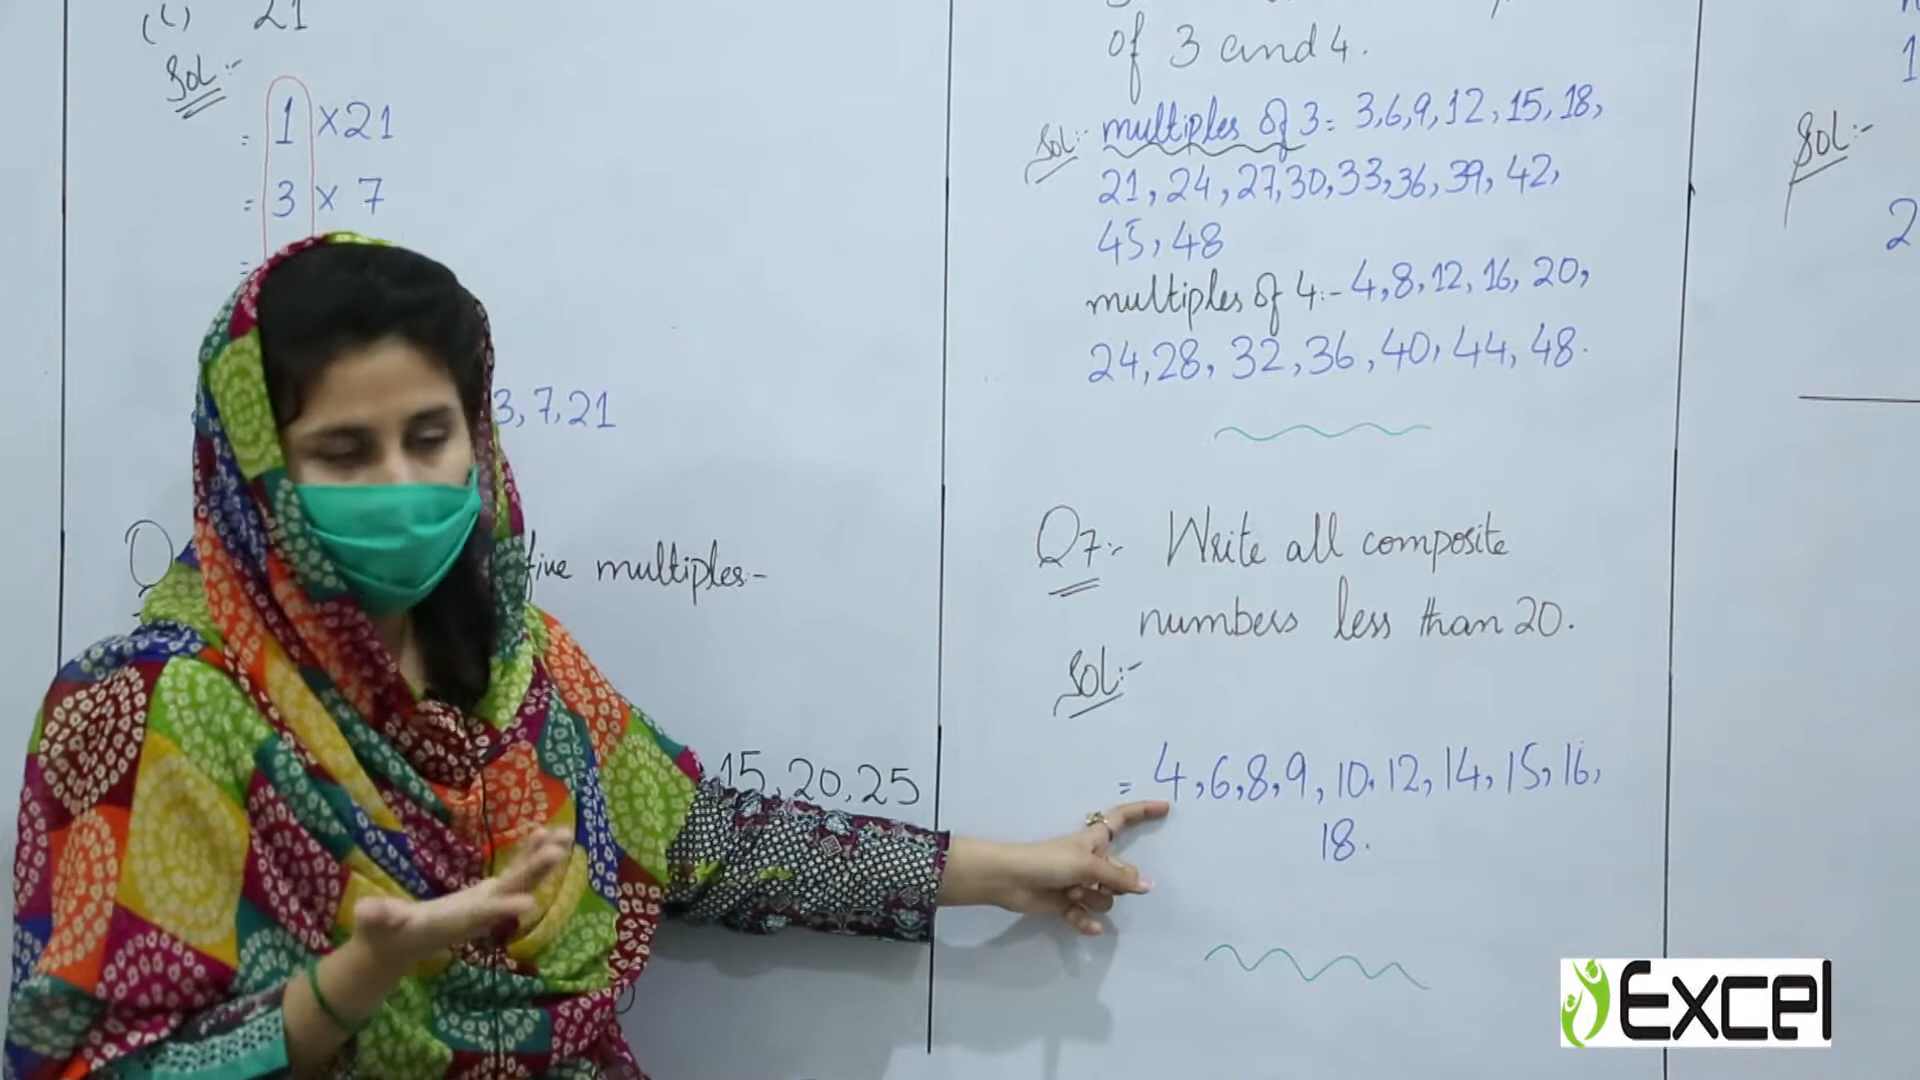 (i) 21
Sol:-
= 1 × 21
= 3 × 7
=
3, 7, 21
five multiples-
15, 20, 25
of 3 and 4.
Sol:- multiples of 3= 3,6,9,12,15,18,
21, 24, 27,30,33,36,39,42,
45, 48
multiples of 4:- 4,8,12,16,20,
24,28, 32,36,40,44,48.
Q7:- Write all composite
numbers less than 20.
Sol:-
= 4,6,8,9,10,12,14,15,16,
18.
Sol:-
2
Excel